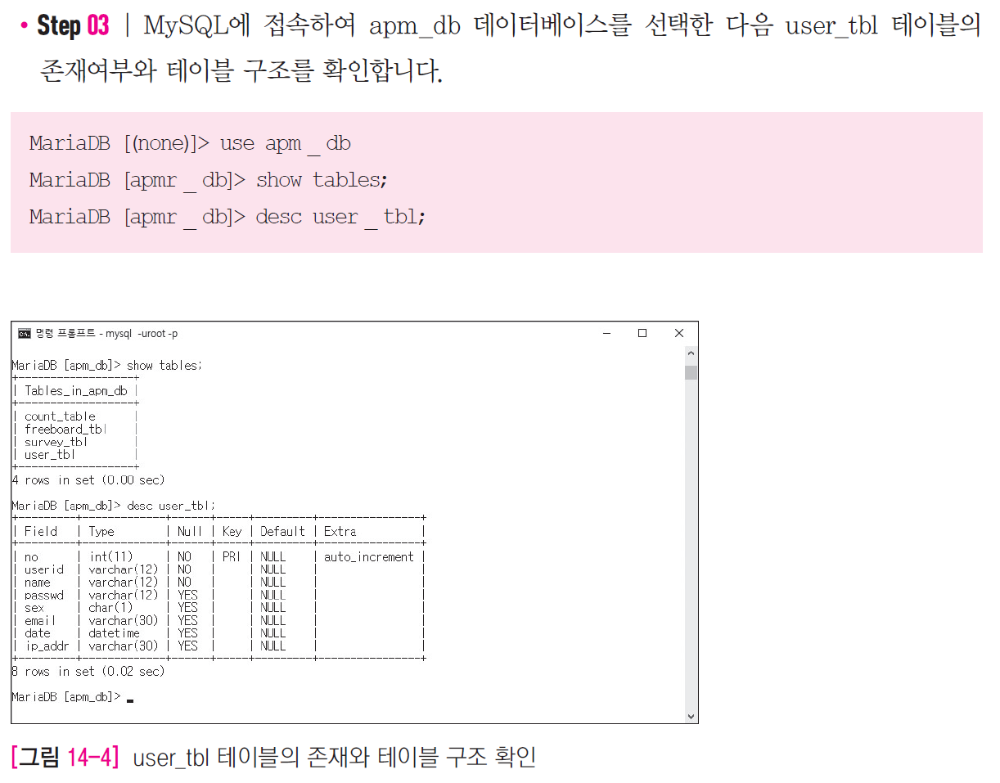 • Step 03 | MySQL에 접속하여 apm_db 데이터베이스를 선택한 다음 user_tbl 테이블의
존재여부와 테이블 구조를 확인합니다.
MariaDB [(none)]> use apm _ db
MariaDB [apmr _ db]> show tables;
MariaDB [apmr _ db]> desc user _ tbl;
명령 프롬프트 - mysql -uroot -p
MariaDB [apm_db]> show tables;
+------------------+
| Tables_in_apm_db |
+------------------+
| count_table      |
| freeboard_tbl    |
| survey_tbl       |
| user_tbl         |
+------------------+
4 rows in set (0.00 sec)
MariaDB [apm_db]> desc user_tbl;
+---------+-------------+------+-----+---------+----------------+
| Field   | Type        | Null | Key | Default | Extra          |
+---------+-------------+------+-----+---------+----------------+
| no      | int(11)     | NO   | PRI | NULL    | auto_increment |
| userid  | varchar(12) | NO   |     | NULL    |                |
| name    | varchar(12) | NO   |     | NULL    |                |
| passwd  | varchar(12) | YES  |     | NULL    |                |
| sex     | char(1)     | YES  |     | NULL    |                |
| email   | varchar(30) | YES  |     | NULL    |                |
| date    | datetime    | YES  |     | NULL    |                |
| ip_addr | varchar(30) | YES  |     | NULL    |                |
+---------+-------------+------+-----+---------+----------------+
8 rows in set (0.02 sec)
MariaDB [apm_db]> _
[그림 14-4] user_tbl 테이블의 존재와 테이블 구조 확인